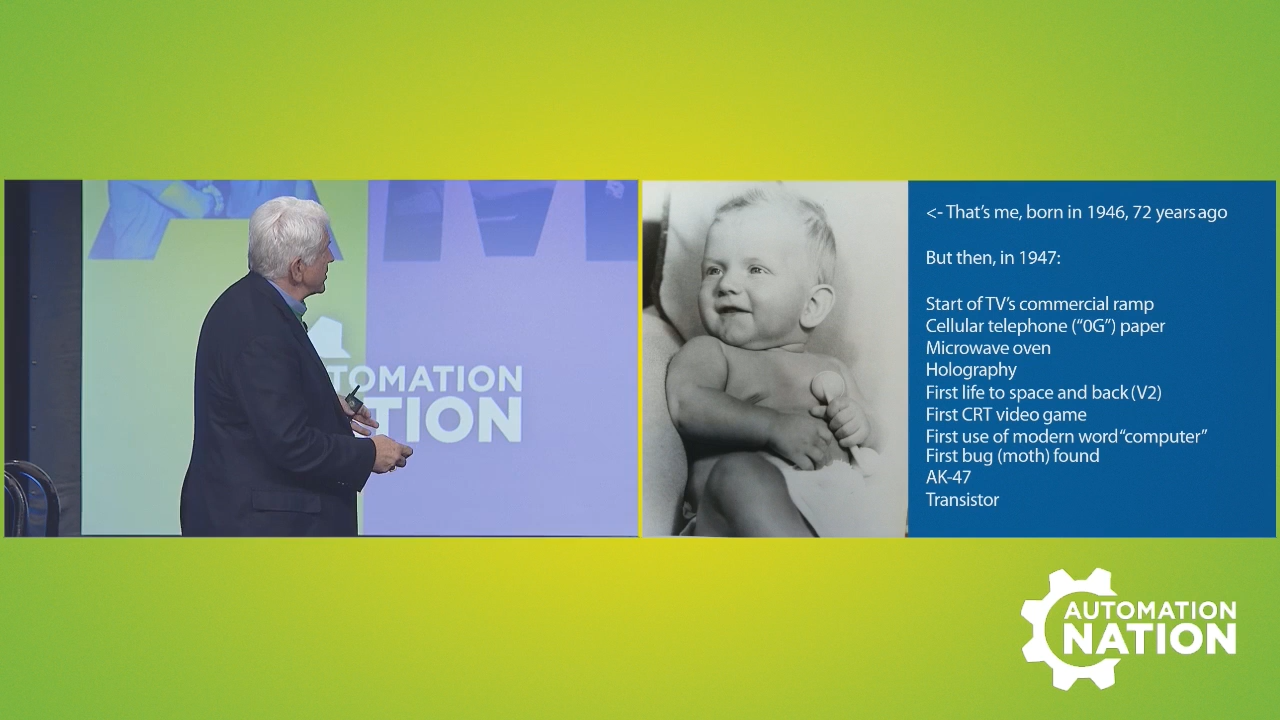 AM
AUTOMATION
NATION
<- That's me, born in 1946, 72 years ago
But then, in 1947:
Start of TV's commercial ramp
Cellular telephone ("0G") paper
Microwave oven
Holography
First life to space and back (V2)
First CRT video game
First use of modern word "computer"
First bug (moth) found
AK-47
Transistor
AUTOMATION
NATION